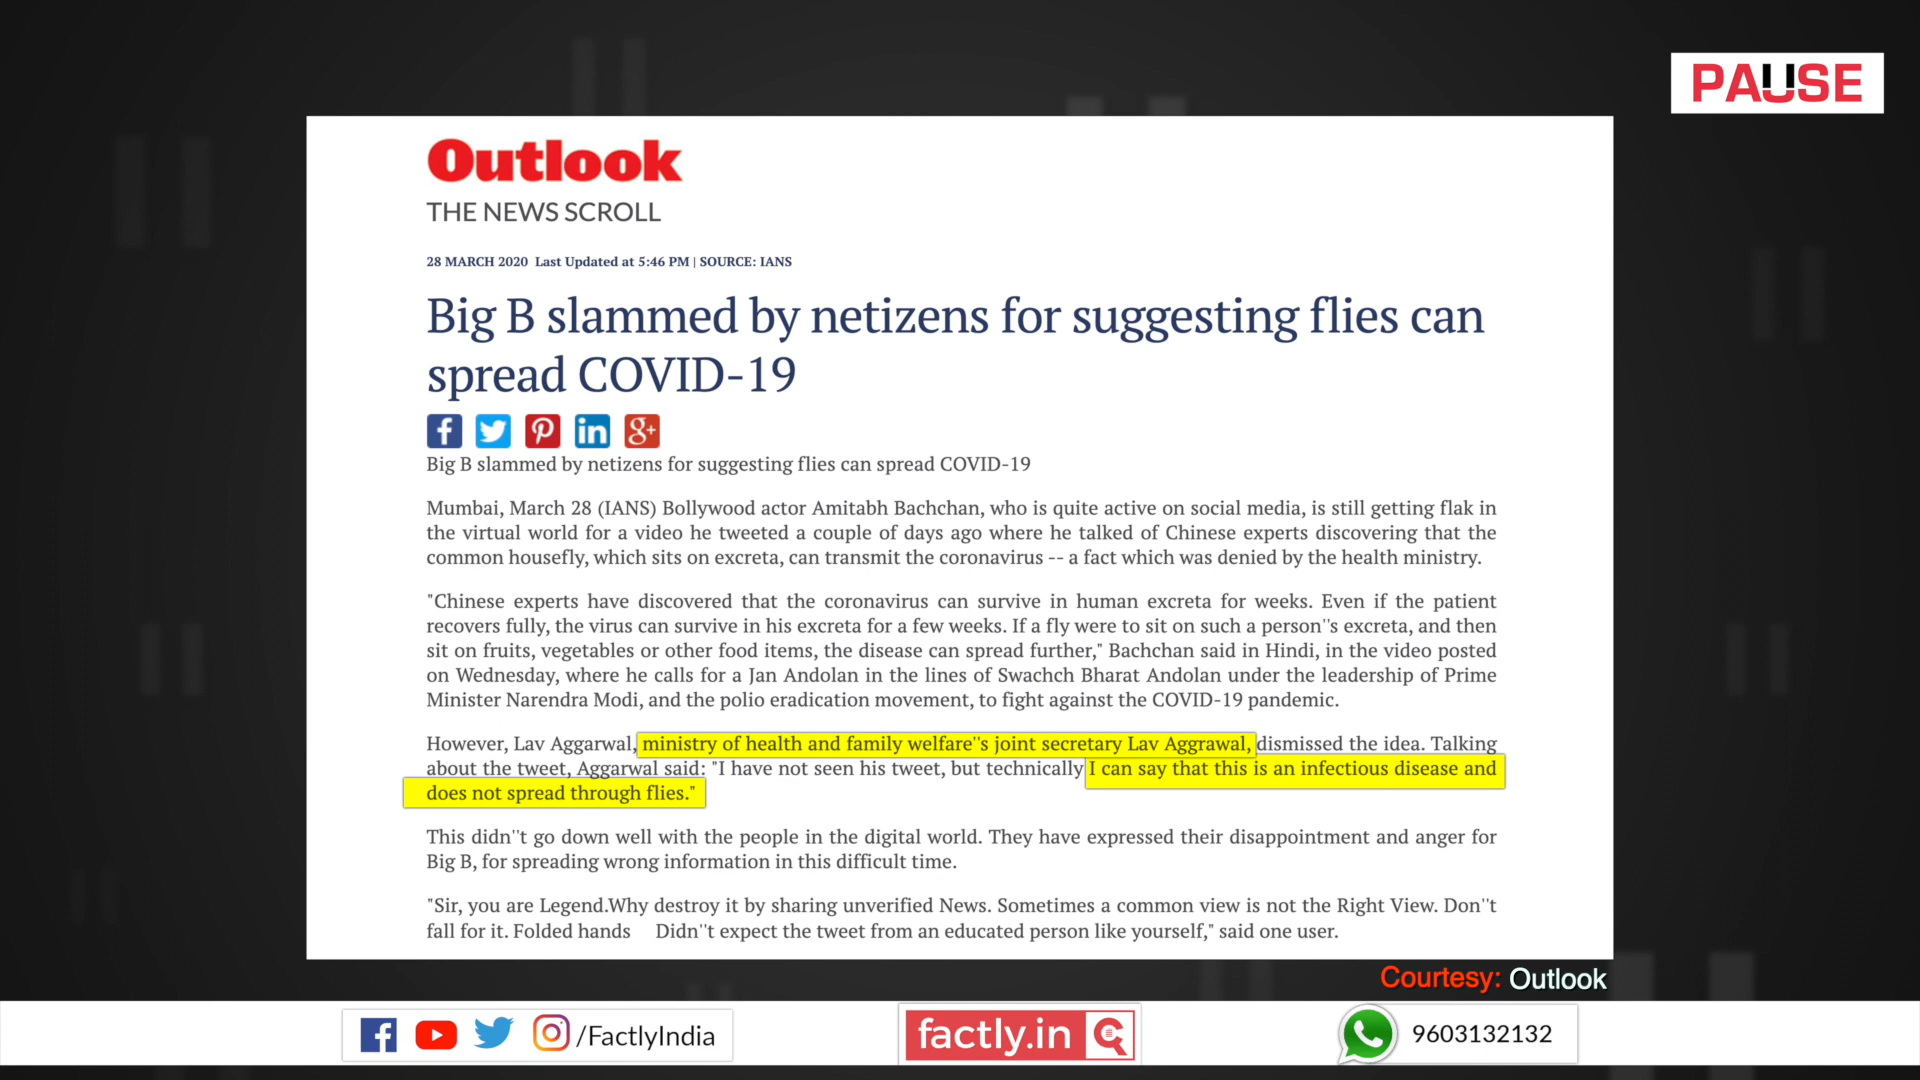 PAUSE
Outlook
THE NEWS SCROLL
28 MARCH 2020 Last Updated at 5:46 PM | SOURCE: IANS
Big B slammed by netizens for suggesting flies can
spread COVID-19
Big B slammed by netizens for suggesting flies can spread COVID-19
Mumbai, March 28 (IANS) Bollywood actor Amitabh Bachchan, who is quite active on social media, is still getting flak in
the virtual world for a video he tweeted a couple of days ago where he talked of Chinese experts discovering that the
common housefly, which sits on excreta, can transmit the coronavirus -- a fact which was denied by the health ministry.
"Chinese experts have discovered that the coronavirus can survive in human excreta for weeks. Even if the patient
recovers fully, the virus can survive in his excreta for a few weeks. If a fly were to sit on such a person''s excreta, and then
sit on fruits, vegetables or other food items, the disease can spread further," Bachchan said in Hindi, in the video posted
on Wednesday, where he calls for a Jan Andolan in the lines of Swachch Bharat Andolan under the leadership of Prime
Minister Narendra Modi, and the polio eradication movement, to fight against the COVID-19 pandemic.
However, Lav Aggarwal, ministry of health and family welfare''s joint secretary Lav Aggrawal, dismissed the idea. Talking
about the tweet, Aggarwal said: "I have not seen his tweet, but technically I can say that this is an infectious disease and
does not spread through flies."
This didn''t go down well with the people in the digital world. They have expressed their disappointment and anger for
Big B, for spreading wrong information in this difficult time.
"Sir, you are Legend.Why destroy it by sharing unverified News. Sometimes a common view is not the Right View. Don''t
fall for it. Folded hands Didn''t expect the tweet from an educated person like yourself," said one user.
Courtesy: Outlook
/FactlyIndia
factly.in
9603132132